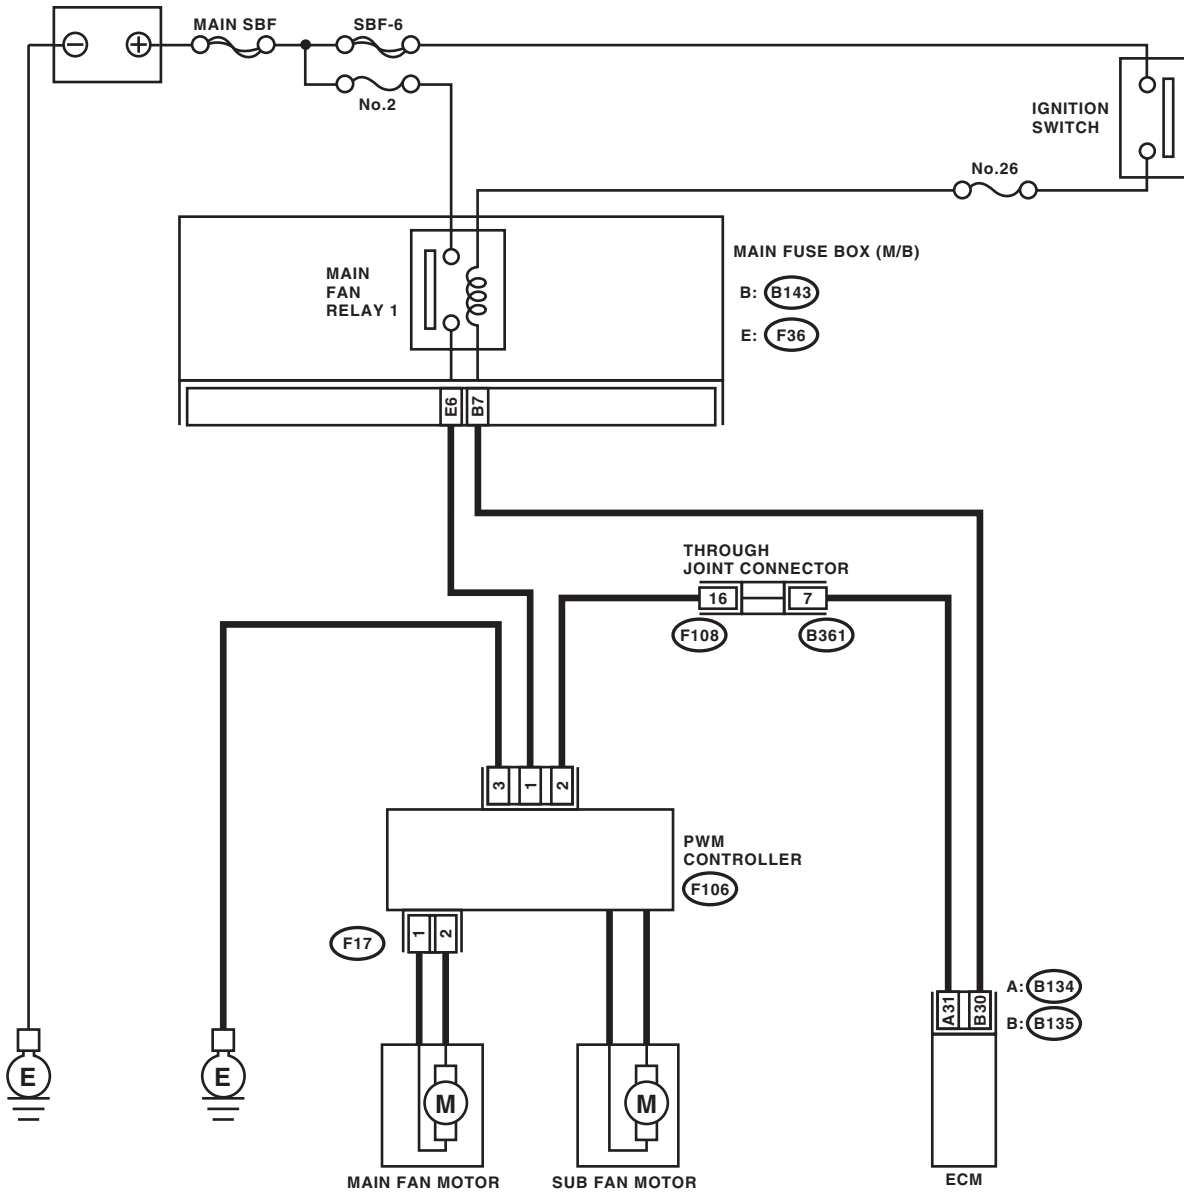 MAIN SBF
SBF-6
No.2
IGNITION
SWITCH
No.26
MAIN
FAN
RELAY 1
MAIN FUSE BOX (M/B)
B: B143
E: F36
E6
B7
THROUGH
JOINT CONNECTOR
16
7
F108
B361
3
1
2
PWM
CONTROLLER
F106
F17
1
2
A31
B30
A: B134
B: B135
E
E
M
M
MAIN FAN MOTOR
SUB FAN MOTOR
ECM